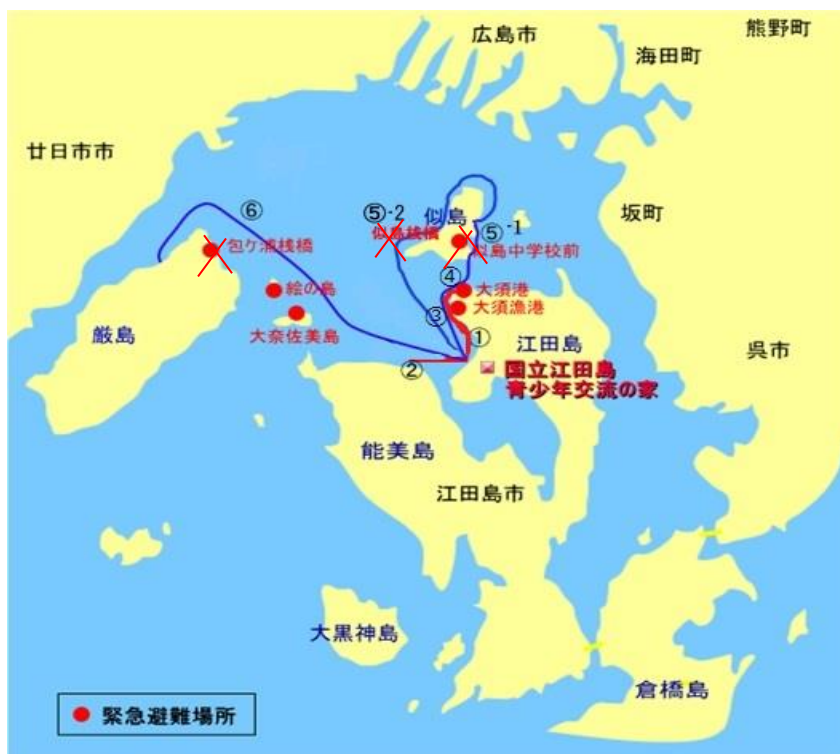 熊野町
広島市
海田町
廿日市市
⑤-2
似島
坂町
⑥
⑤-1
似島桟橋
似島中学校前
包ケ浦桟橋
④
絵の島
大須港
③
大須漁港
大奈佐美島
①
厳島
江田島
呉市
②
国立江田島
青少年交流の家
能美島
江田島市
大黒神島
倉橋島
緊急避難場所